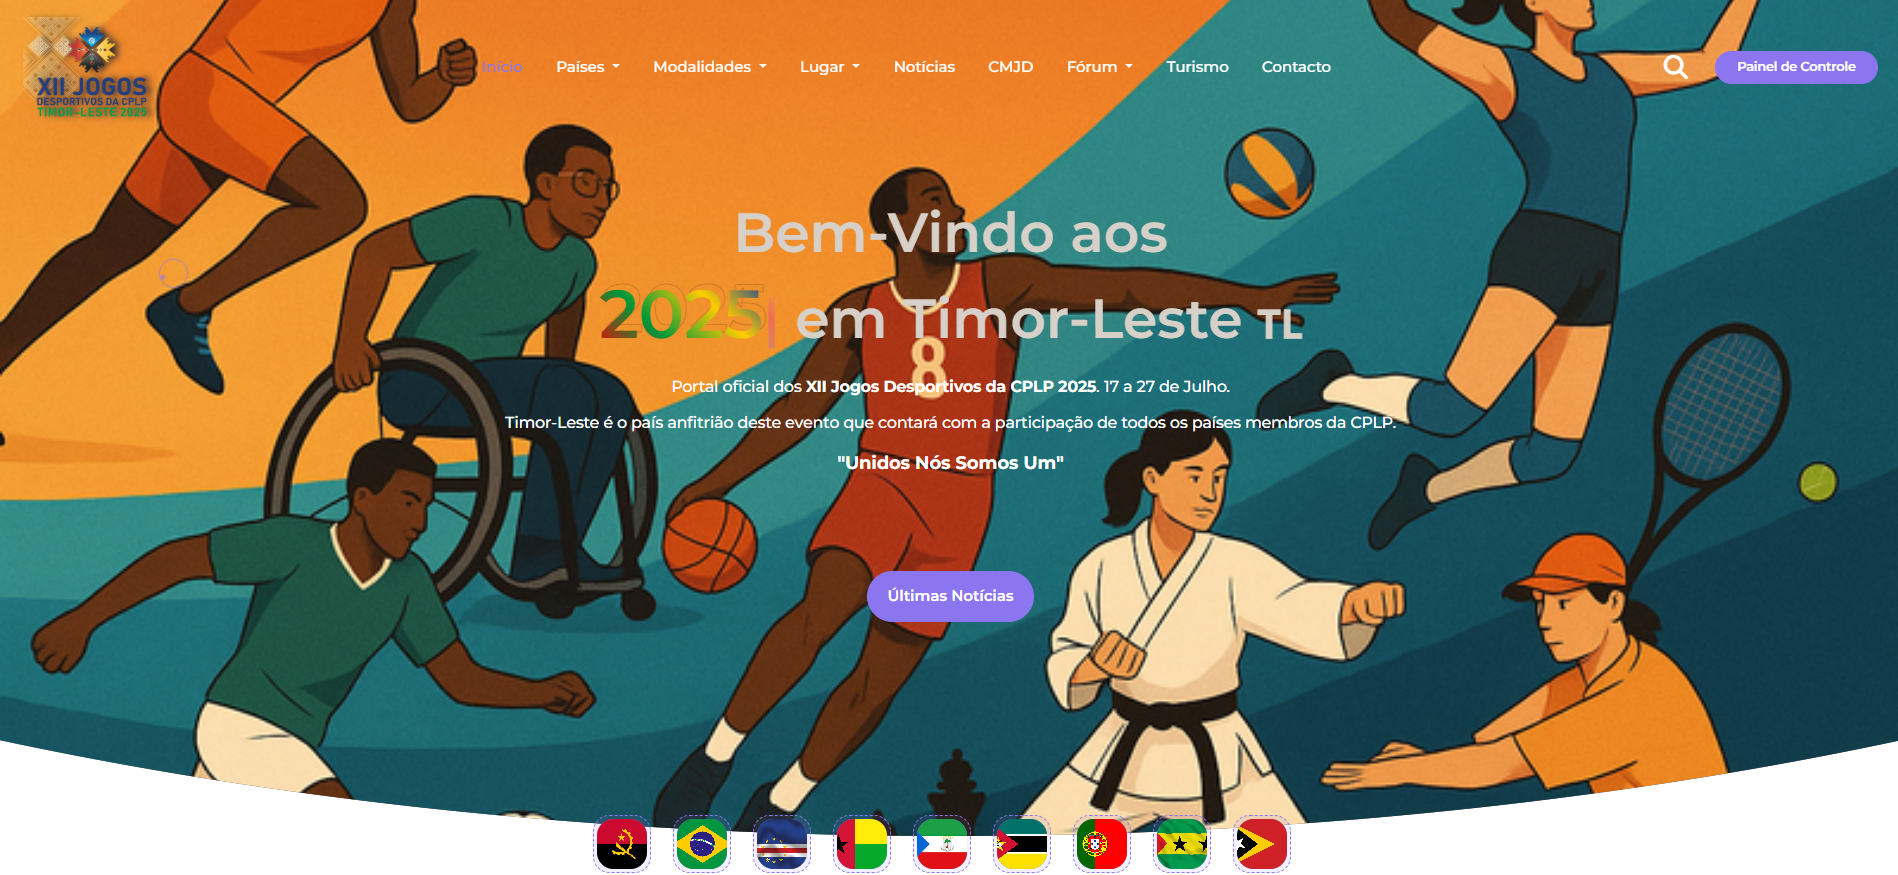 XII JOGOS
DESPORTIVOS DA CPLP
TIMOR-LESTE 2025
Início
Países
Modalidades
Lugar
Notícias
CMJD
Fórum
Turismo
Contacto
Painel de Controle
Bem-Vindo aos
2025| em Timor-Leste TL
8
Portal oficial dos XII Jogos Desportivos da CPLP 2025. 17 a 27 de Julho.
Timor-Leste é o país anfitrião deste evento que contará com a participação de todos os países membros da CPLP.
"Unidos Nós Somos Um"
Últimas Notícias